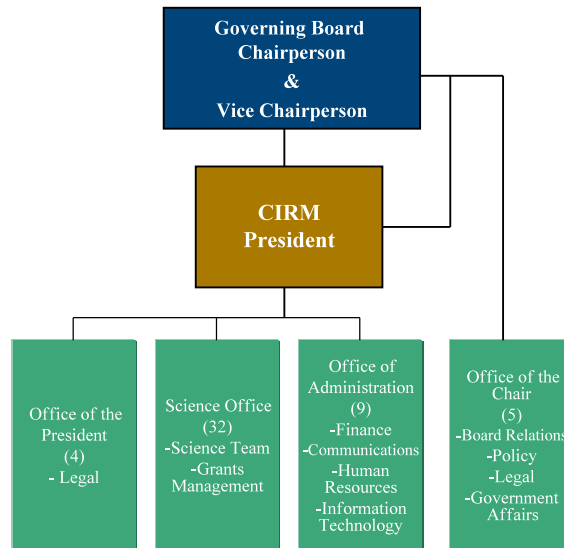 Governing Board
Chairperson
&
Vice Chairperson
CIRM
President
Office of the
President
(4)
- Legal
Science Office
(32)
-Science Team
-Grants
Management
Office of
Administration
(9)
-Finance
-Communications
-Human
Resources
-Information
Technology
Office of the
Chair
(5)
-Board Relations
-Policy
-Legal
-Government
Affairs